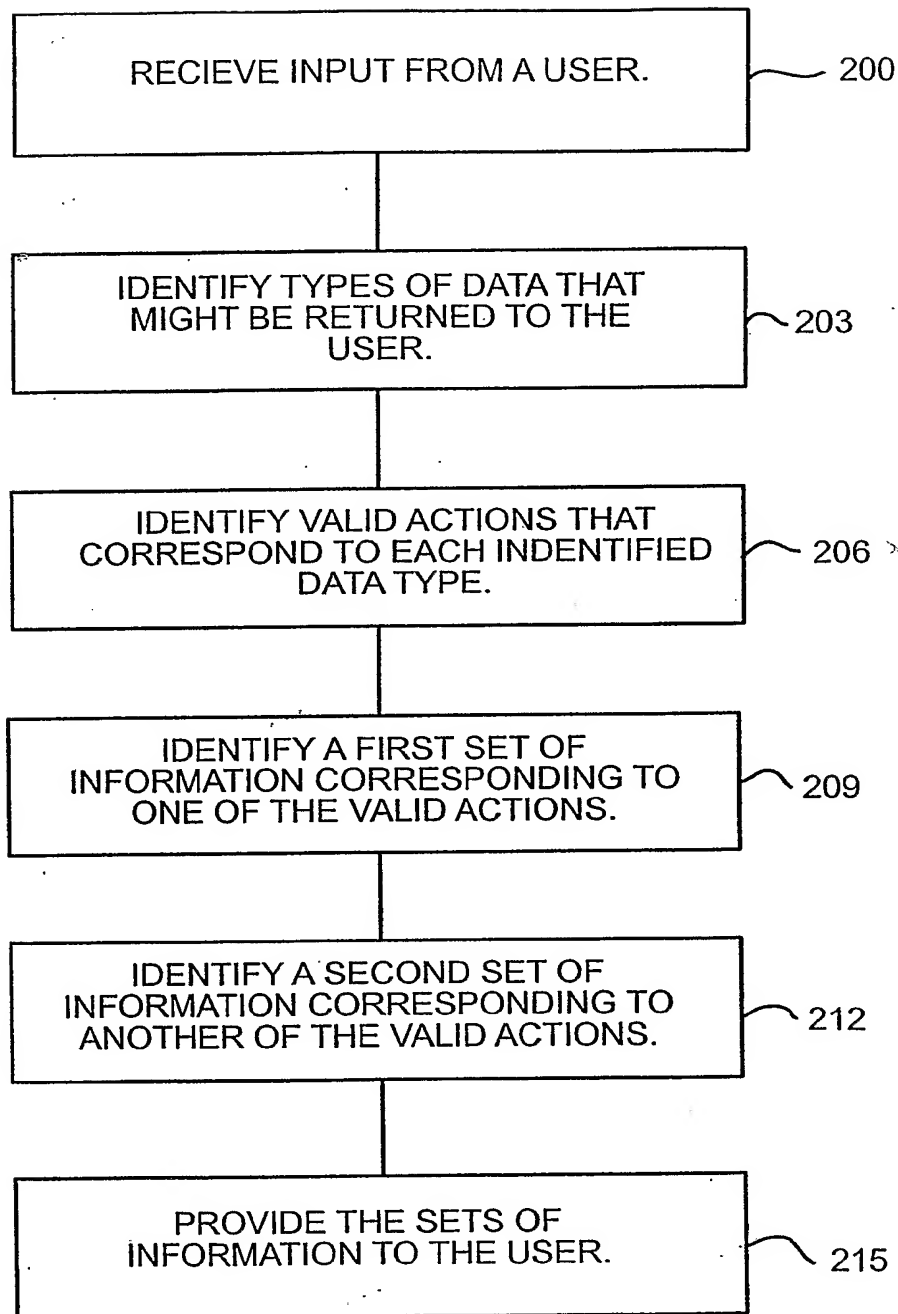 RECIEVE INPUT FROM A USER.
200
IDENTIFY TYPES OF DATA THAT
MIGHT BE RETURNED TO THE
USER.
203
IDENTIFY VALID ACTIONS THAT
CORRESPOND TO EACH INDENTIFIED
DATA TYPE.
206
IDENTIFY A FIRST SET OF
INFORMATION CORRESPONDING TO
ONE OF THE VALID ACTIONS.
209
IDENTIFY A SECOND SET OF
INFORMATION CORRESPONDING TO
ANOTHER OF THE VALID ACTIONS.
212
PROVIDE THE SETS OF
INFORMATION TO THE USER.
215